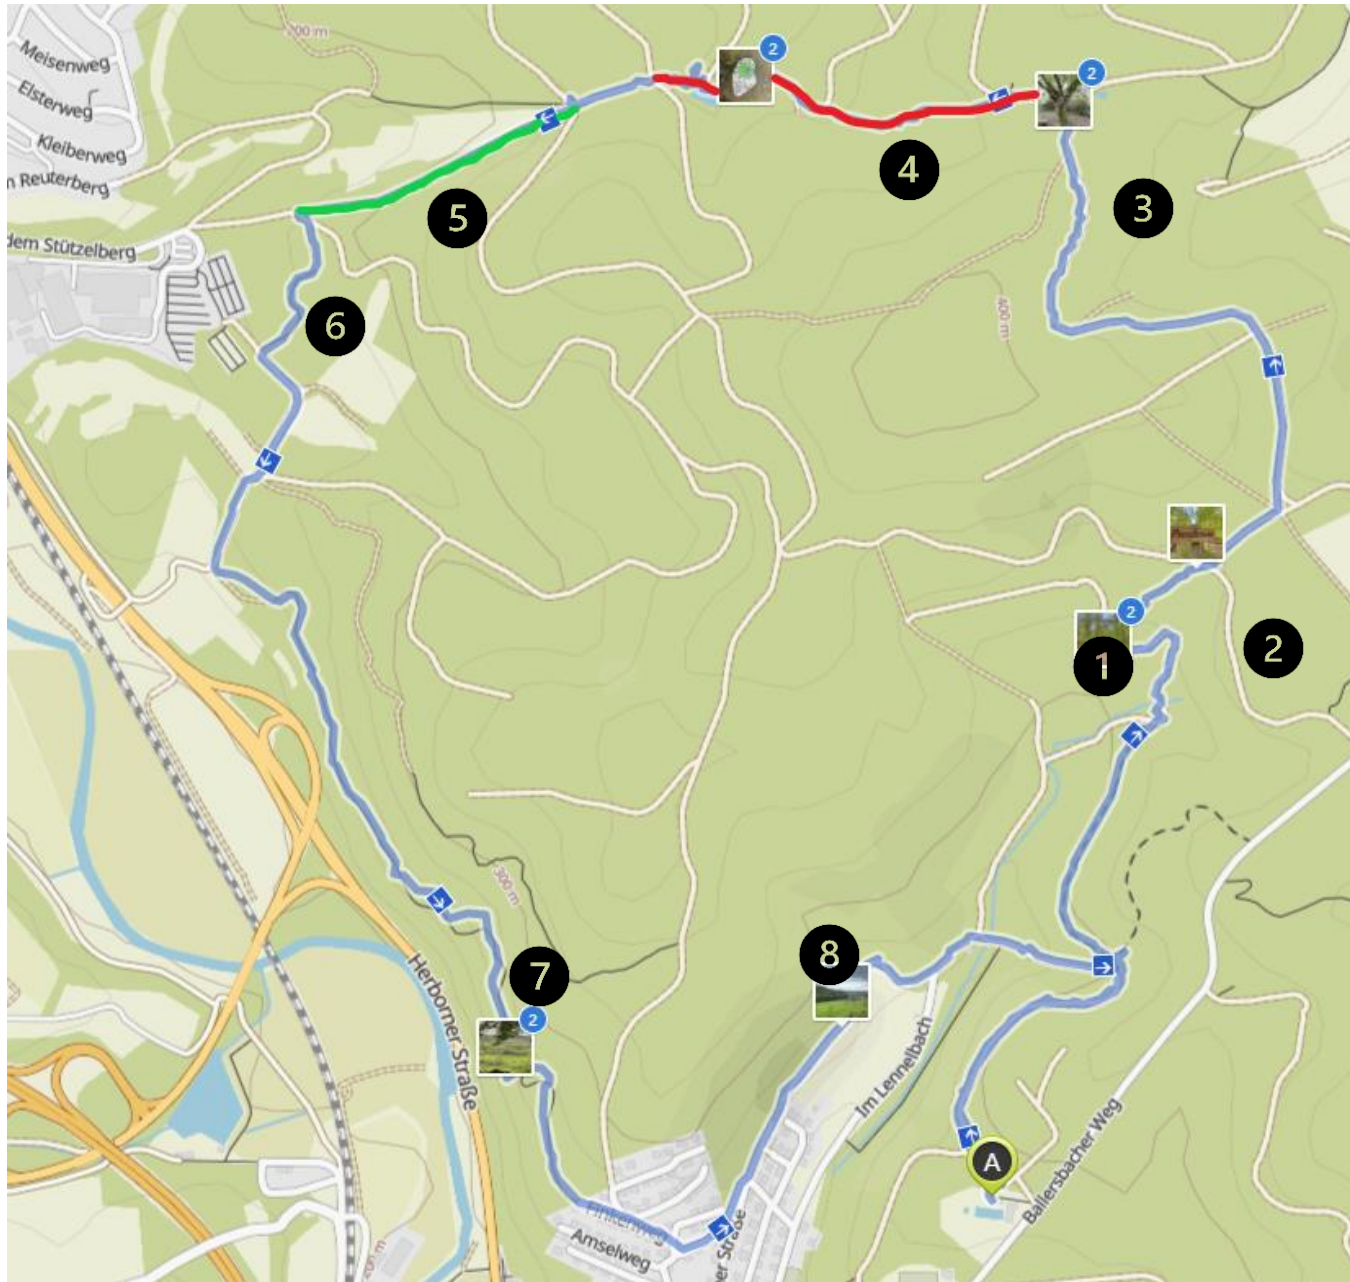 200 m
Meisenweg
2
2
Elsterweg
Kleiberweg
4
n Reuterberg
3
5
dem Stützelberg
400 m
6
2
1
2
300 m
Herborner Straße
8
7
2
Im Lennelbach
A
Ballersbacher Weg
Finkenweg
Amselweg
er Straße
200 m